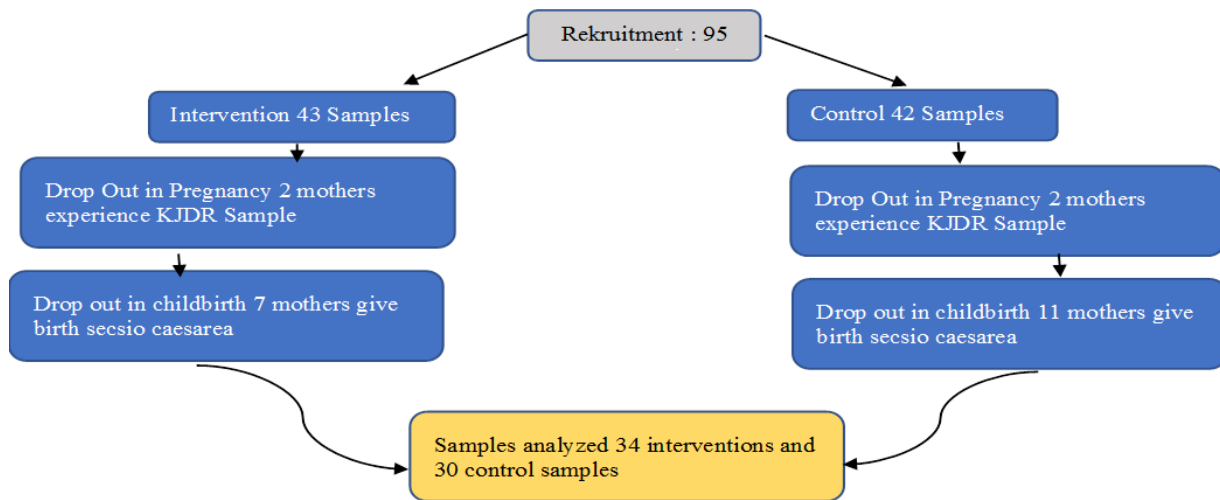 Rekruitment : 95
Intervention 43 Samples
Control 42 Samples
Drop Out in Pregnancy 2 mothers
experience KJDR Sample
Drop Out in Pregnancy 2 mothers
experience KJDR Sample
Drop out in childbirth 7 mothers give
birth secsio caesarea
Drop out in childbirth 11 mothers give
birth secsio caesarea
Samples analyzed 34 interventions and
30 control samples